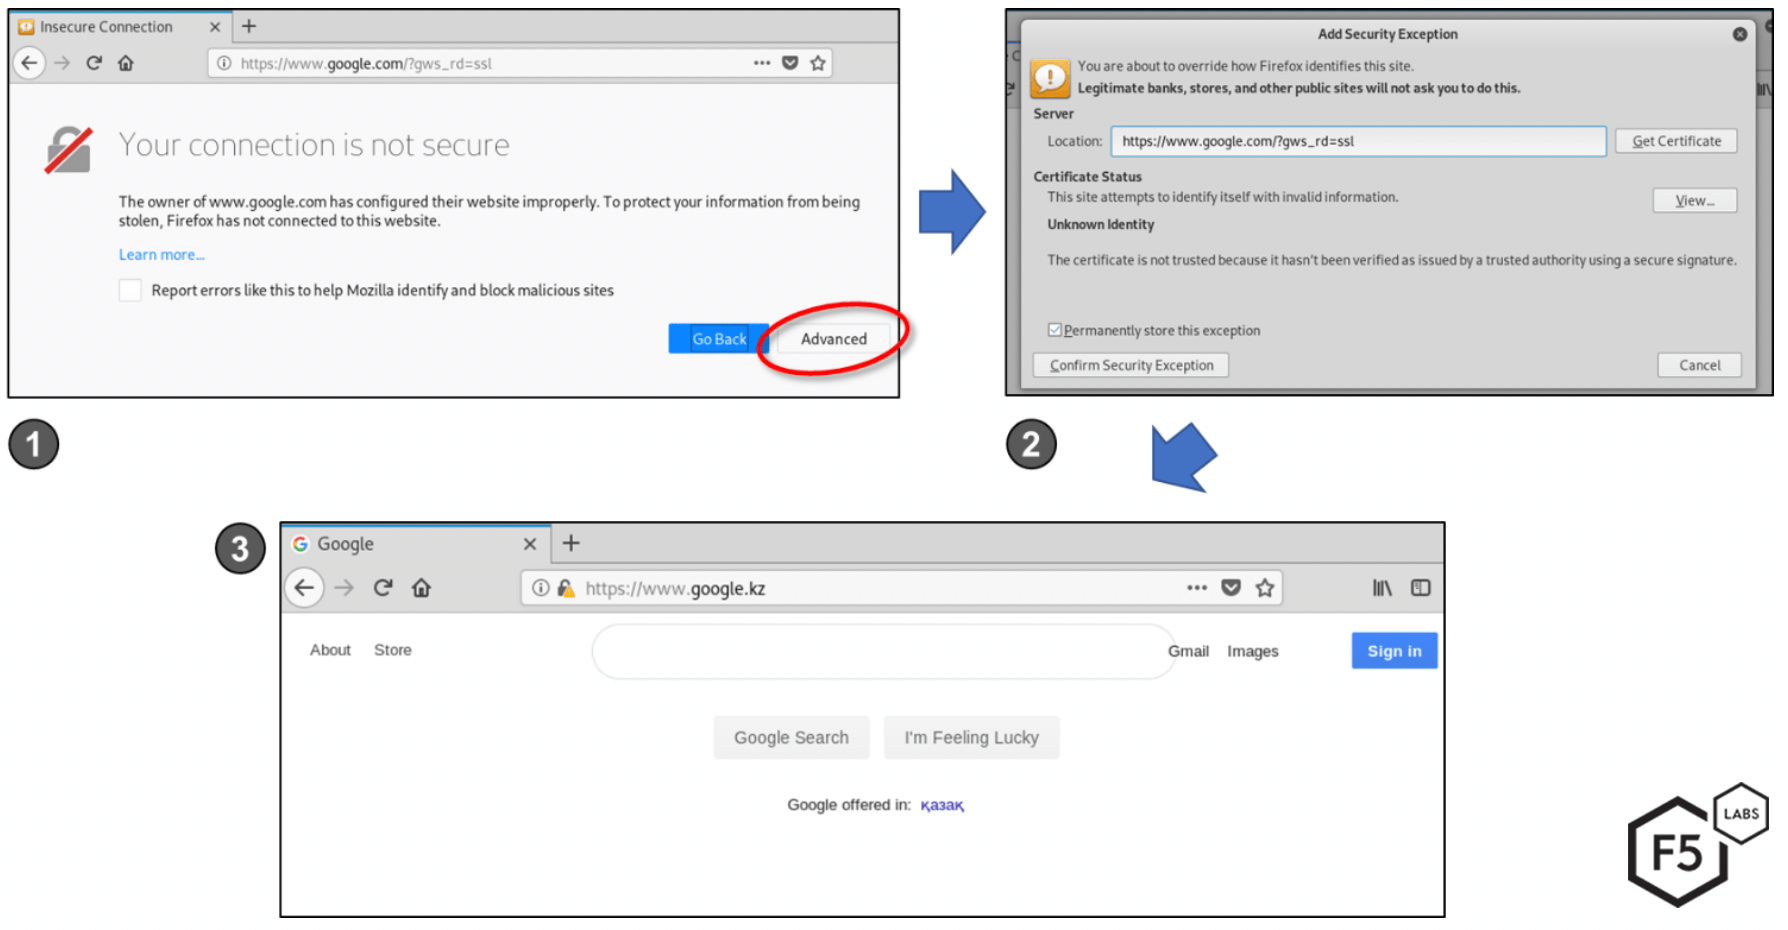 Insecure Connection
https://www.google.com/?gws_rd=ssl
Your connection is not secure
The owner of www.google.com has configured their website improperly. To protect your information from being
stolen, Firefox has not connected to this website.
Learn more...
Report errors like this to help Mozilla identify and block malicious sites
Go Back
Advanced
1
Add Security Exception
You are about to override how Firefox identifies this site.
Legitimate banks, stores, and other public sites will not ask you to do this.
Server
Location: https://www.google.com/?gws_rd=ssl Get Certificate
Certificate Status
This site attempts to identify itself with invalid information.
View...
Unknown Identity
The certificate is not trusted because it hasn't been verified as issued by a trusted authority using a secure signature.
Permanently store this exception
Confirm Security Exception
Cancel
2
3
Google
https://www.google.kz
About Store
Gmail Images
Sign in
Google Search
I'm Feeling Lucky
Google offered in: қазақ
LABS
F5